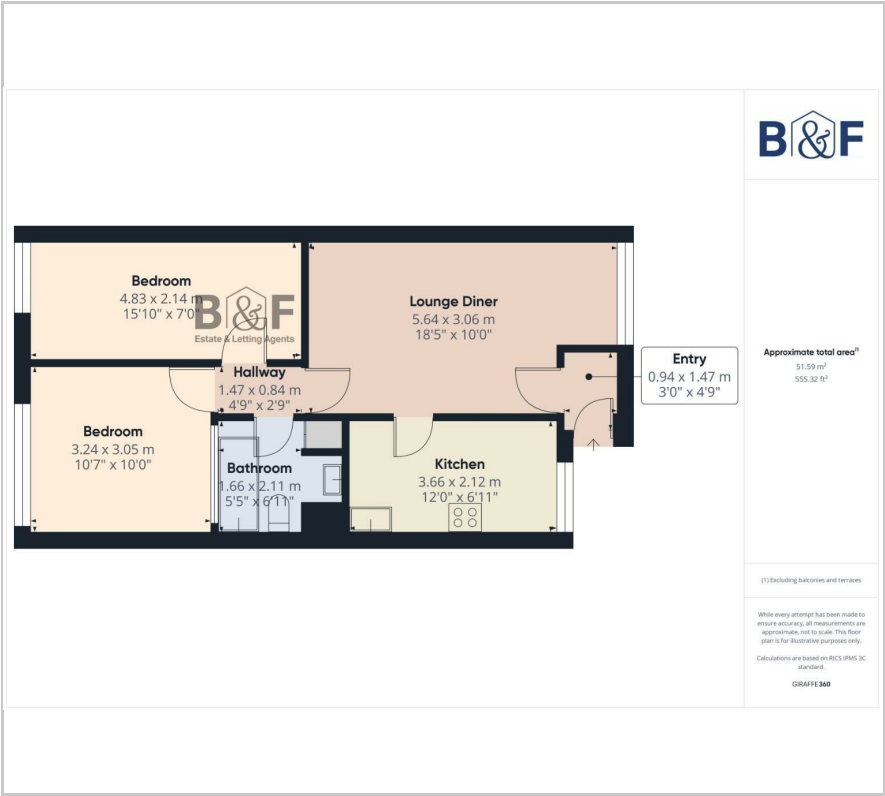 B&F
Bedroom
4.83 x 2.14 m
15'10" x 7'0"
B&F
Estate & Letting Agents
Lounge Diner
5.64 x 3.06 m
18'5" x 10'0"
Entry
0.94 x 1.47 m
3'0" x 4'9"
Hallway
1.47 x 0.84 m
4'9" x 2'9"
Bedroom
3.24 x 3.05 m
10'7" x 10'0"
Bathroom
1.66 x 2.11 m
5'5" x 6'11"
Kitchen
3.66 x 2.12 m
12'0" x 6'11"
Approximate total area⁽¹⁾
51.59 m²
555.32 ft²
(1) Excluding balconies and terraces
While every attempt has been made to
ensure accuracy, all measurements are
approximate, not to scale. This floor
plan is for illustrative purposes only.
Calculations are based on RICS IPMS 3C
standard.
GIRAFFE360